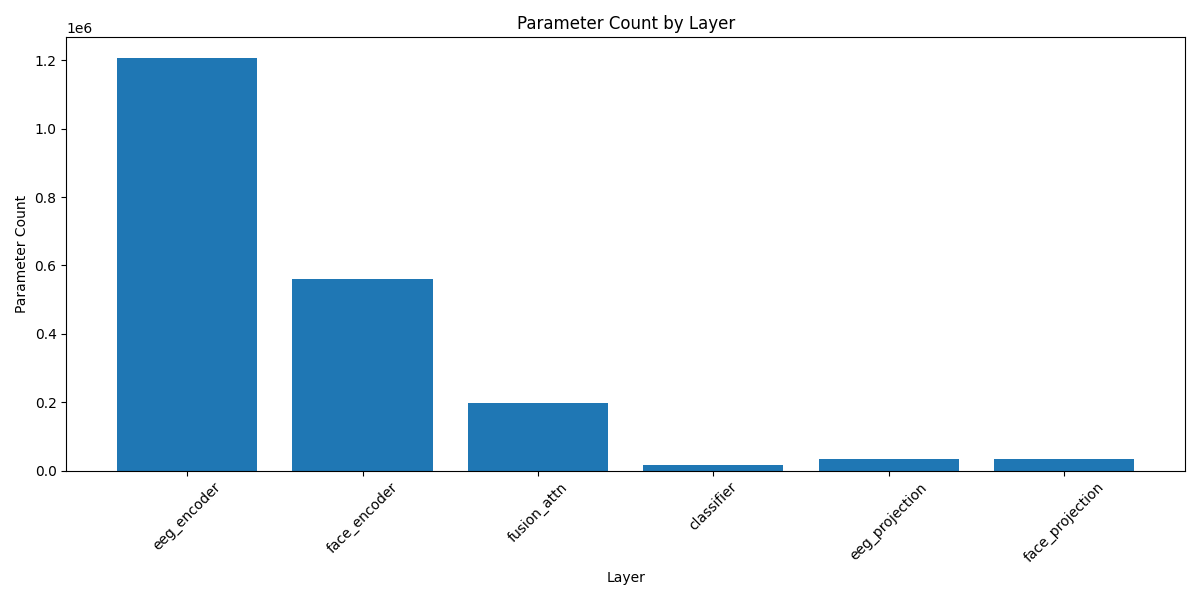 Parameter Count by Layer
1e6
1.2
1.0
0.8
0.6
0.4
0.2
0.0
Parameter Count
eeg_encoder
face_encoder
fusion_attn
classifier
eeg_projection
face_projection
Layer